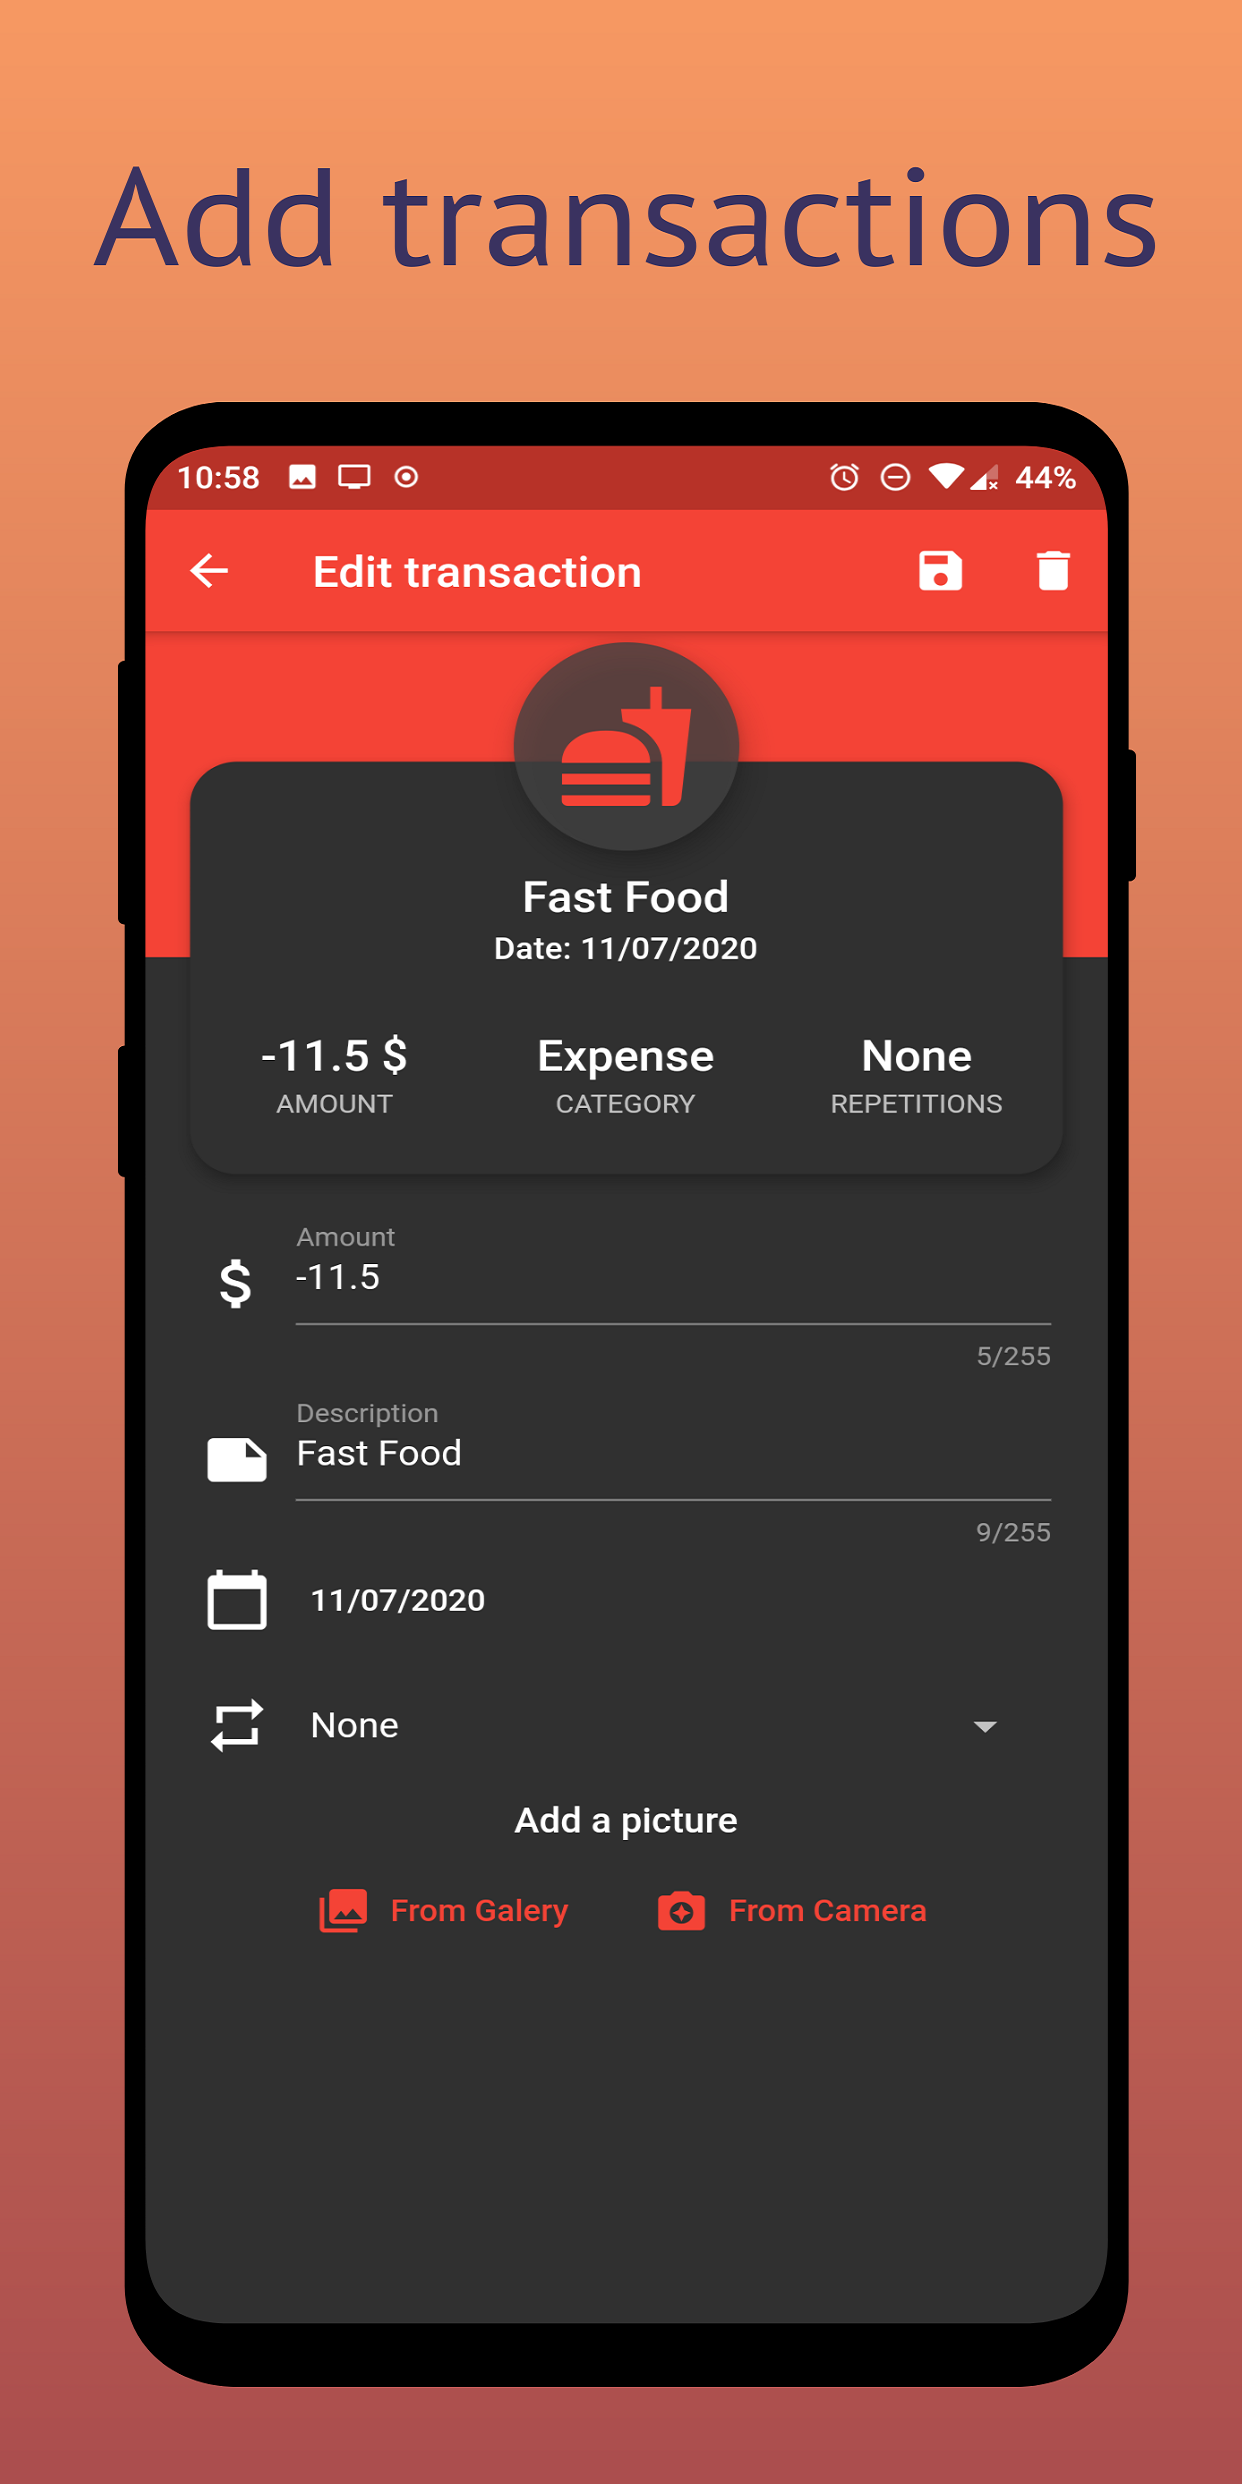 Add transactions
10:58
44%
Edit transaction
Fast Food
Date: 11/07/2020
-11.5 $ Expense None
AMOUNT CATEGORY REPETITIONS
Amount
$ -11.5
5/255
Description
Fast Food
9/255
11/07/2020
None
Add a picture
From Galery From Camera